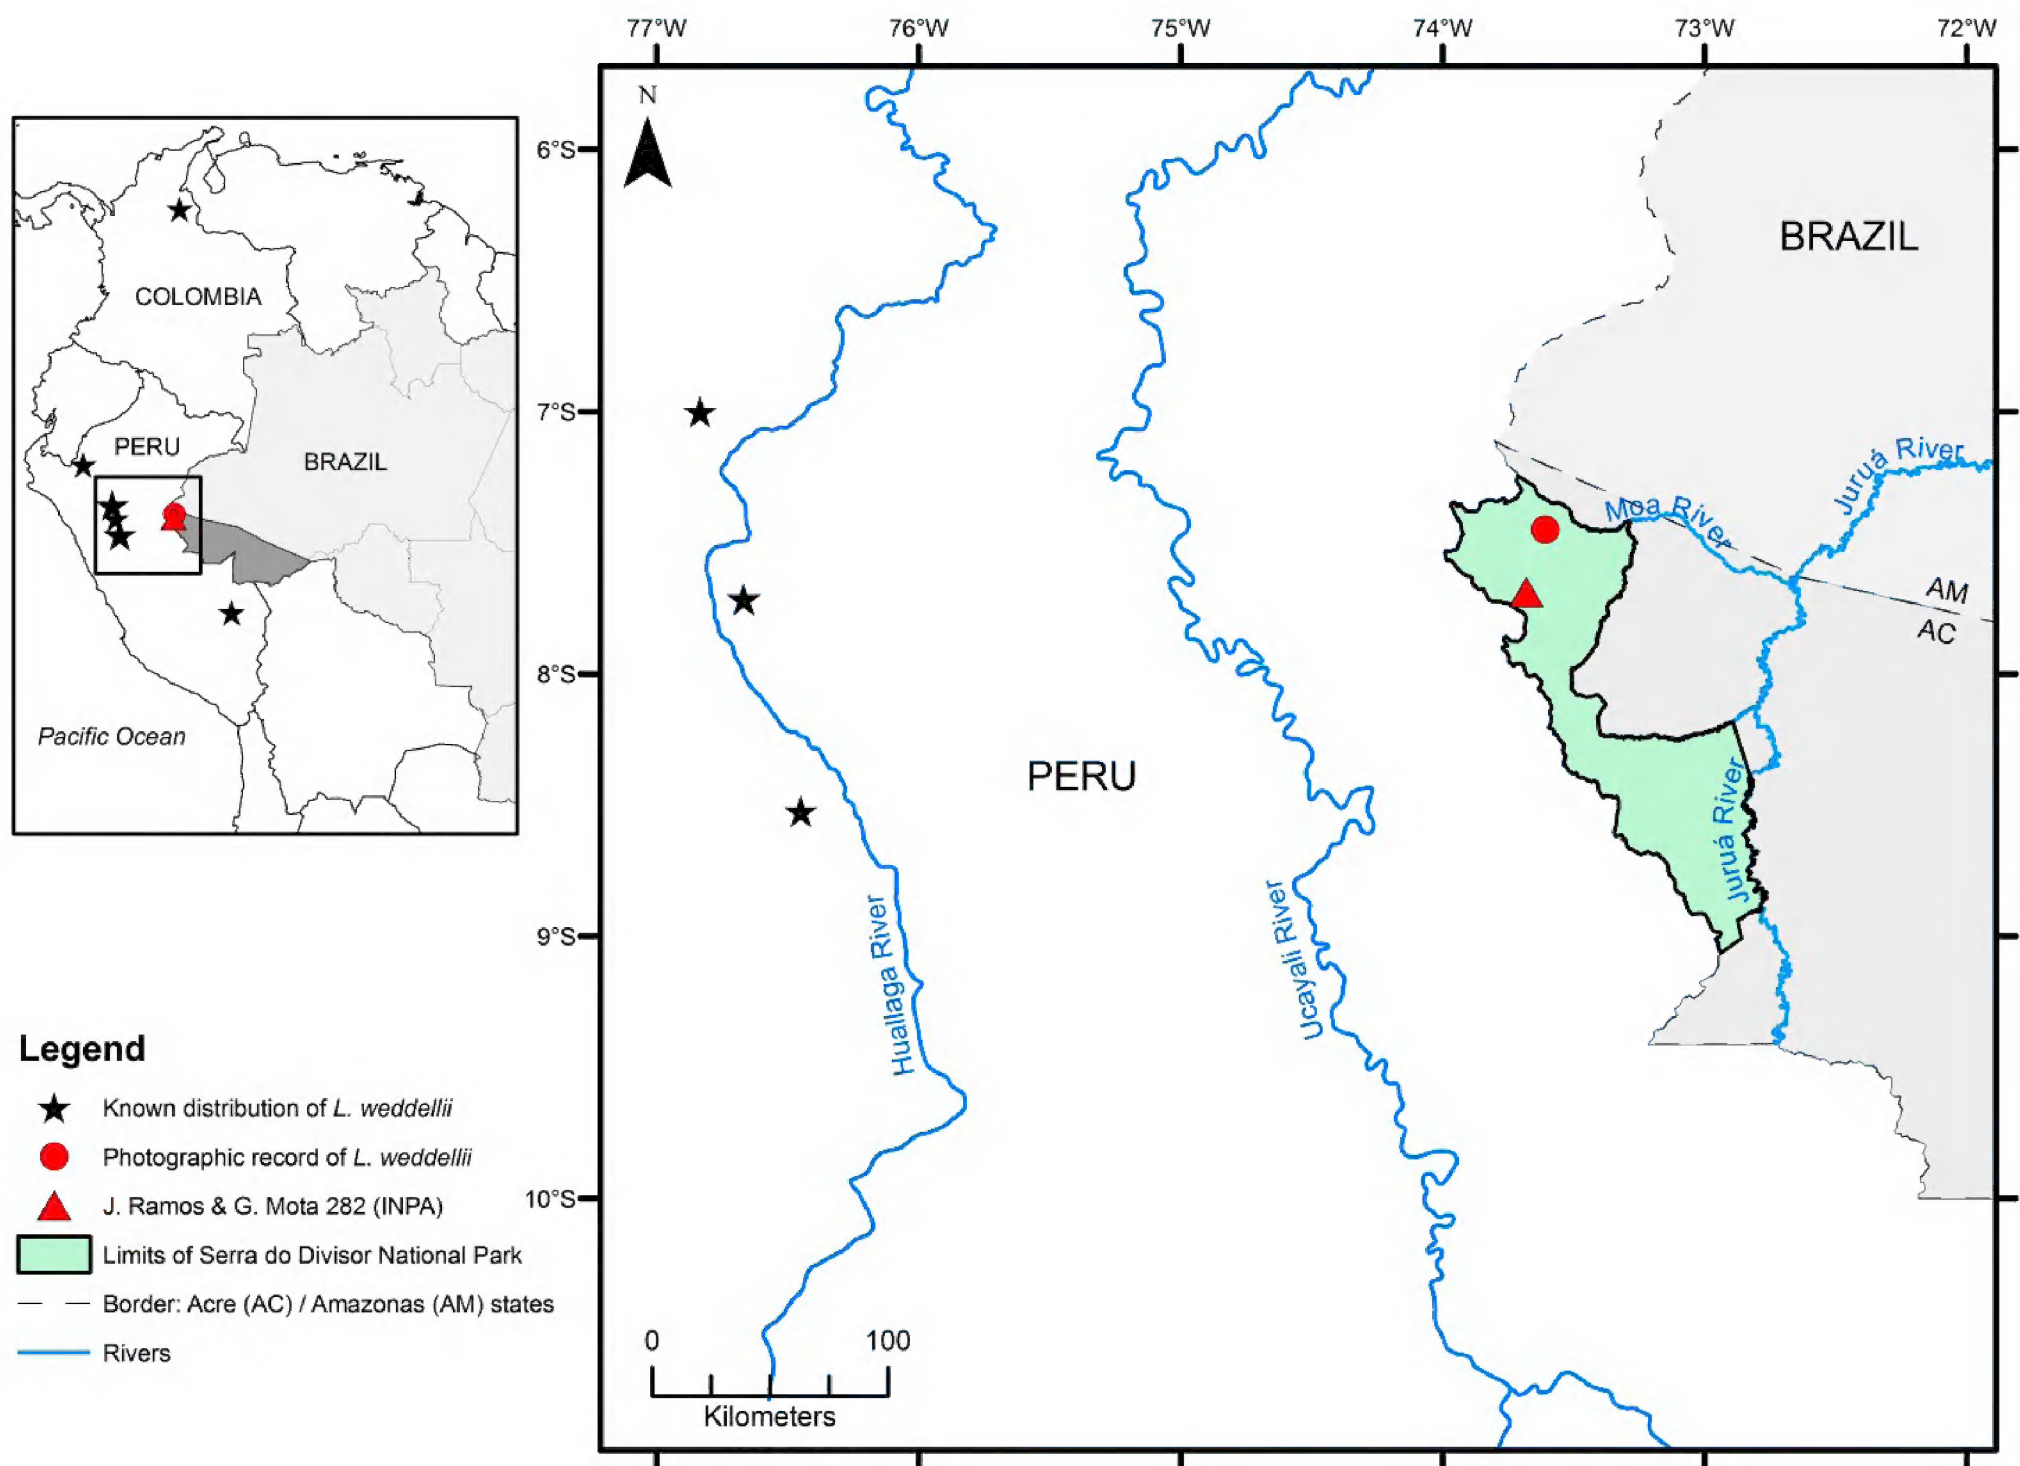 77°W
76°W
75°W
74°W
73°W
72°W
N
6°S
7°S
8°S
9°S
10°S
COLOMBIA
PERU
BRAZIL
Pacific Ocean
BRAZIL
Juruá River
Moa River
AM
AC
PERU
Juruá River
Huallaga River
Ucayali River
0 100
Kilometers
Legend
Known distribution of L. weddellii
Photographic record of L. weddellii
J. Ramos & G. Mota 282 (INPA)
Limits of Serra do Divisor National Park
Border: Acre (AC) / Amazonas (AM) states
Rivers